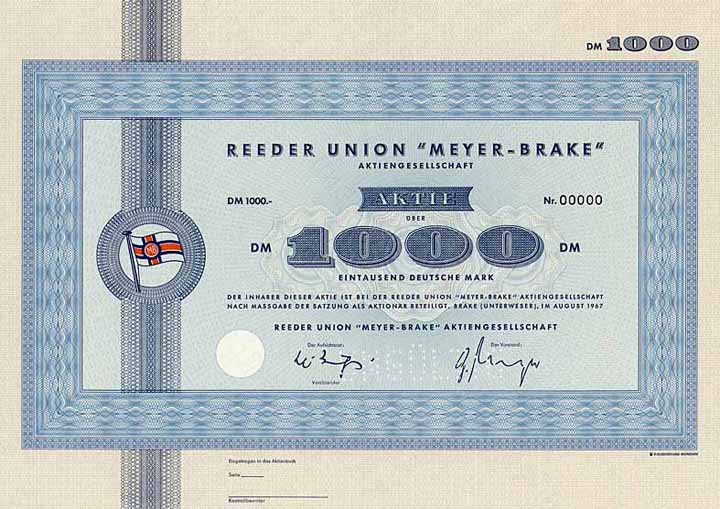 DM 1000
REEDER UNION "MEYER-BRAKE"
AKTIENGESELLSCHAFT
DM 1000.- AKTIE Nr. 00000
ÜBER
DM 1000 DM
EINTAUSEND DEUTSCHE MARK
DER INHABER DIESER AKTIE IST BEI DER REEDER UNION "MEYER-BRAKE" AKTIENGESELLSCHAFT
NACH MASSGABE DER SATZUNG ALS AKTIONÄR BETEILIGT. BRAKE (UNTERWESER), IM AUGUST 1967
REEDER UNION "MEYER-BRAKE" AKTIENGESELLSCHAFT
Der Aufsichtsrat: Der Vorstand:
Vorsitzender
Eingetragen in das Aktienbuch
Seite
Kontrollbeamter